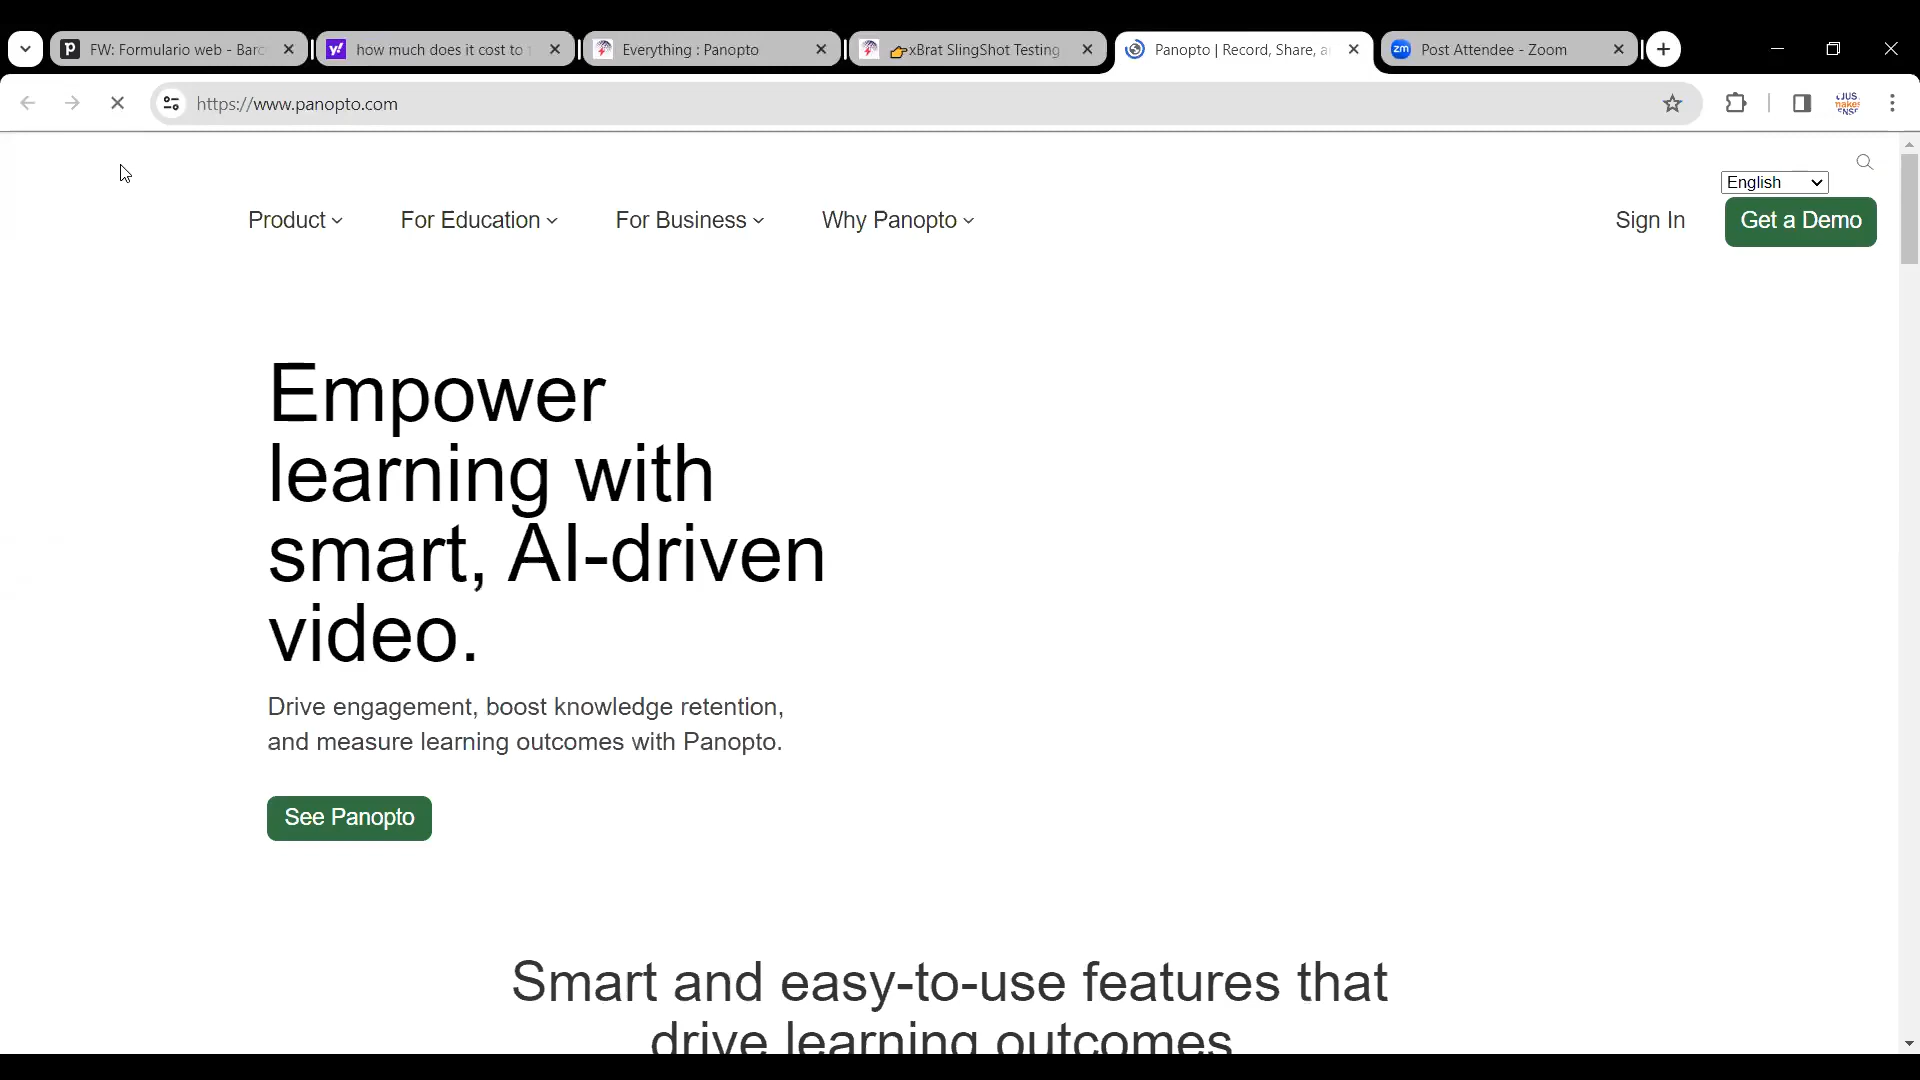 FW: Formulario web - Barc
how much does it cost to
Everything : Panopto
👉xBrat SlingShot Testing
Panopto | Record, Share, a
zm
Post Attendee - Zoom
https://www.panopto.com
English
Product
For Education
For Business
Why Panopto
Sign In
Get a Demo
Empower
learning with
smart, AI-driven
video.
Drive engagement, boost knowledge retention,
and measure learning outcomes with Panopto.
See Panopto
Smart and easy-to-use features that
drive learning outcomes